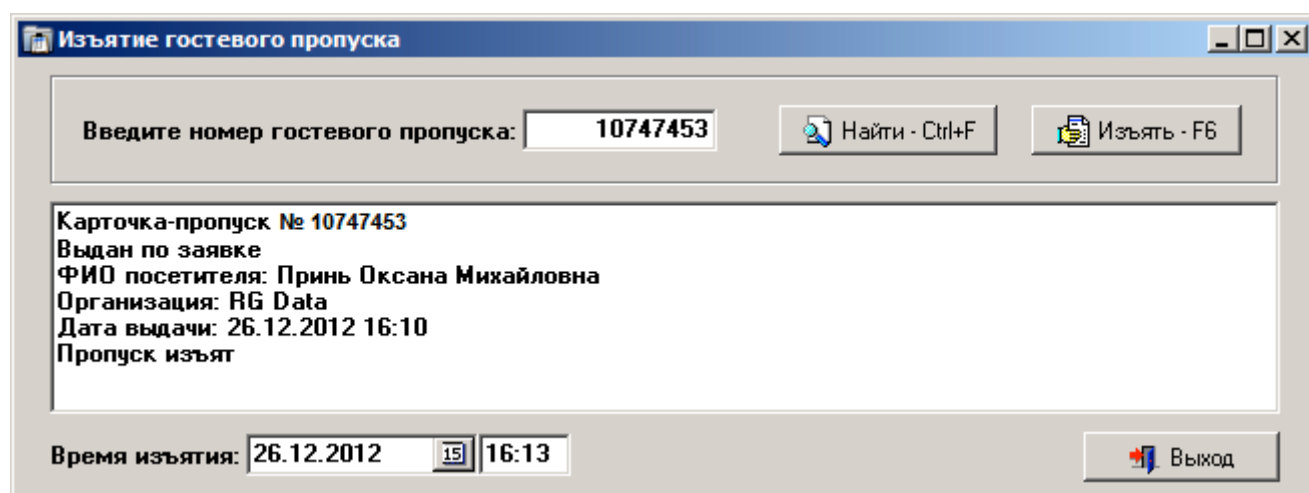 Изъятие гостевого пропуска
Введите номер гостевого пропуска: 10747453 Найти - Ctrl+F Изъять - F6
Карточка-пропуск № 10747453
Выдан по заявке
ФИО посетителя: Принь Оксана Михайловна
Организация: RG Data
Дата выдачи: 26.12.2012 16:10
Пропуск изъят
Время изъятия: 26.12.2012 15 16:13 Выход